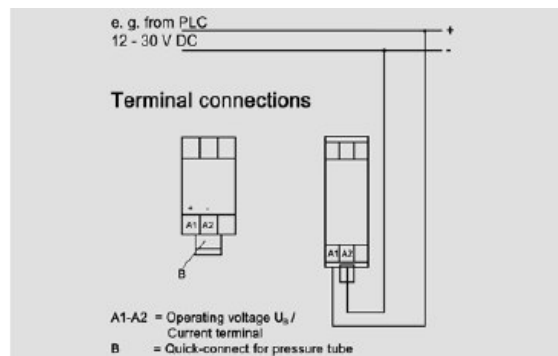 e. g. from PLC
12 - 30 V DC
+
-
Terminal connections
+ -
A1 A2
A1 A2
B
A1-A2 = Operating voltage U_B /
Current terminal
B = Quick-connect for pressure tube